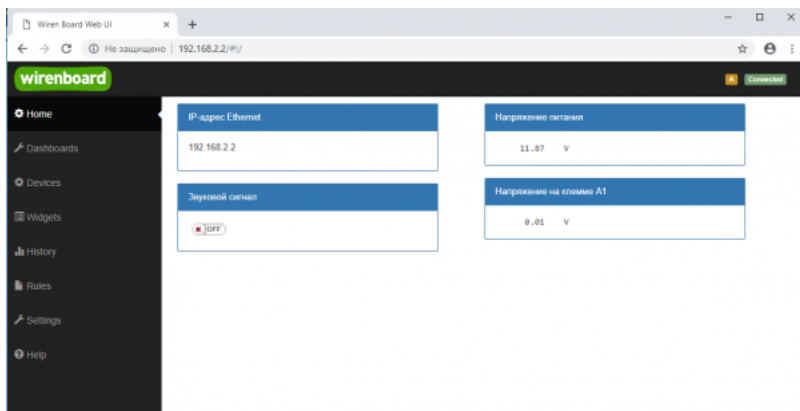 Wiren Board Web UI
Не защищено | 192.168.2.2/#!/
wirenboard
A Connected
Home
Dashboards
Devices
Widgets
History
Rules
Settings
Help
IP-адрес Ethernet
192.168.2.2
Звуковой сигнал
OFF
Напряжение питания
11.87 V
Напряжение на клемме A1
0.01 V